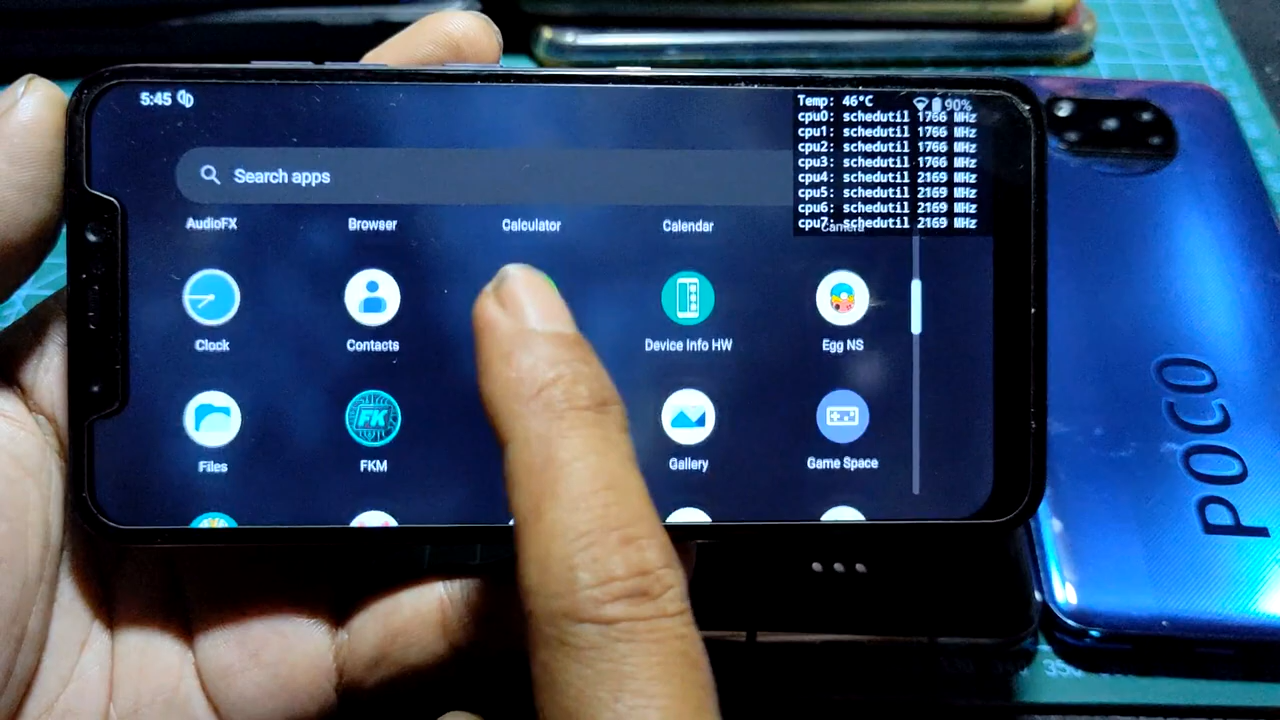 5:45
90%
Temp: 46°C
cpu0: schedutil 1766 MHz
cpu1: schedutil 1766 MHz
cpu2: schedutil 1766 MHz
cpu3: schedutil 1766 MHz
cpu4: schedutil 2169 MHz
cpu5: schedutil 2169 MHz
cpu6: schedutil 2169 MHz
cpu7: schedutil 2169 MHz
Search apps
AudioFX Browser Calculator Calendar Camera
Clock Contacts Device Info HW Egg NS
FK
Files FKM Gallery Game Space
POCO